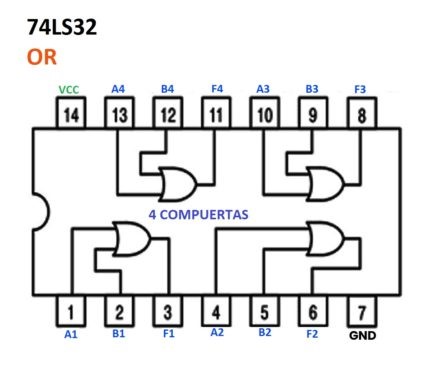 74LS32
OR
VCC A4 B4 F4 A3 B3 F3
14 13 12 11 10 9 8
4 COMPUERTAS
1 2 3 4 5 6 7
A1 B1 F1 A2 B2 F2 GND